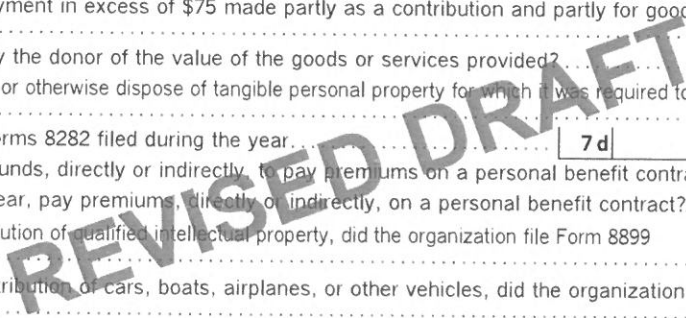 yment in excess of $75 made partly as a contribution and partly for good
y the donor of the value of the goods or services provided?
or otherwise dispose of tangible personal property for which it was required to
orms 8282 filed during the year 7 d
unds, directly or indirectly, to pay premiums on a personal benefit contra
ear, pay premiums, directly or indirectly, on a personal benefit contract?
ution of qualified intellectual property, did the organization file Form 8899
ribution of cars, boats, airplanes, or other vehicles, did the organization
REVISED DRAFT